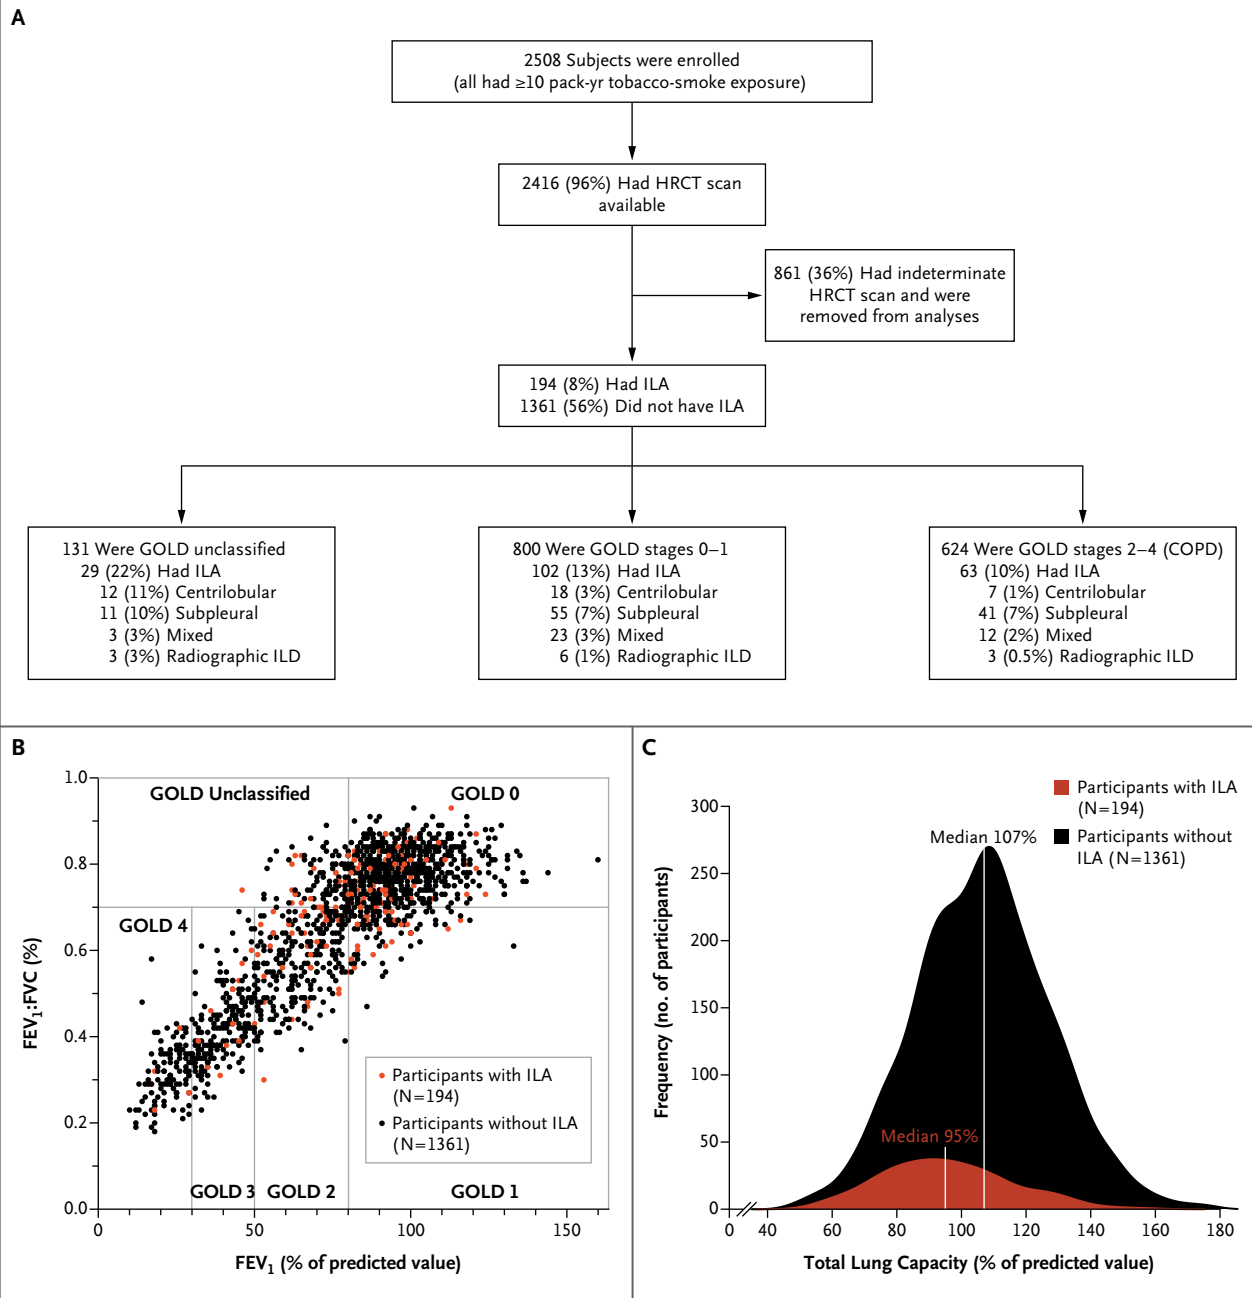 A
2508 Subjects were enrolled
(all had ≥10 pack-yr tobacco-smoke exposure)
2416 (96%) Had HRCT scan
available
861 (36%) Had indeterminate
HRCT scan and were
removed from analyses
194 (8%) Had ILA
1361 (56%) Did not have ILA
131 Were GOLD unclassified
29 (22%) Had ILA
12 (11%) Centrilobular
11 (10%) Subpleural
3 (3%) Mixed
3 (3%) Radiographic ILD
800 Were GOLD stages 0–1
102 (13%) Had ILA
18 (3%) Centrilobular
55 (7%) Subpleural
23 (3%) Mixed
6 (1%) Radiographic ILD
624 Were GOLD stages 2–4 (COPD)
63 (10%) Had ILA
7 (1%) Centrilobular
41 (7%) Subpleural
12 (2%) Mixed
3 (0.5%) Radiographic ILD
B
1.0
0.8
0.6
0.4
0.2
0.0
FEV₁:FVC (%)
GOLD Unclassified
GOLD 0
GOLD 4
Participants with ILA
(N=194)
Participants without ILA
(N=1361)
GOLD 3
GOLD 2
GOLD 1
0
50
100
150
FEV₁ (% of predicted value)
C
Participants with ILA
(N=194)
Participants without
ILA (N=1361)
300
250
200
150
100
50
0
Frequency (no. of participants)
Median 107%
Median 95%
0
40
60
80
100
120
140
160
180
Total Lung Capacity (% of predicted value)